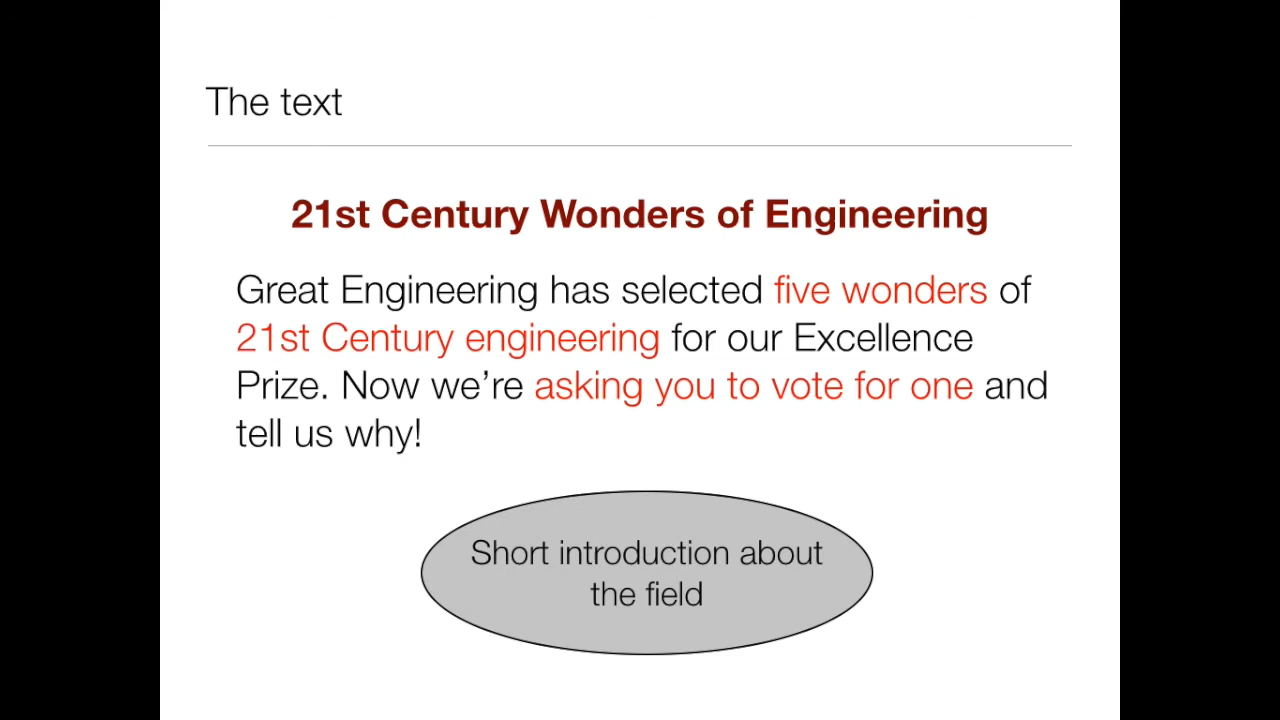 The text
21st Century Wonders of Engineering
Great Engineering has selected five wonders of
21st Century engineering for our Excellence
Prize. Now we’re asking you to vote for one and
tell us why!
Short introduction about
the field